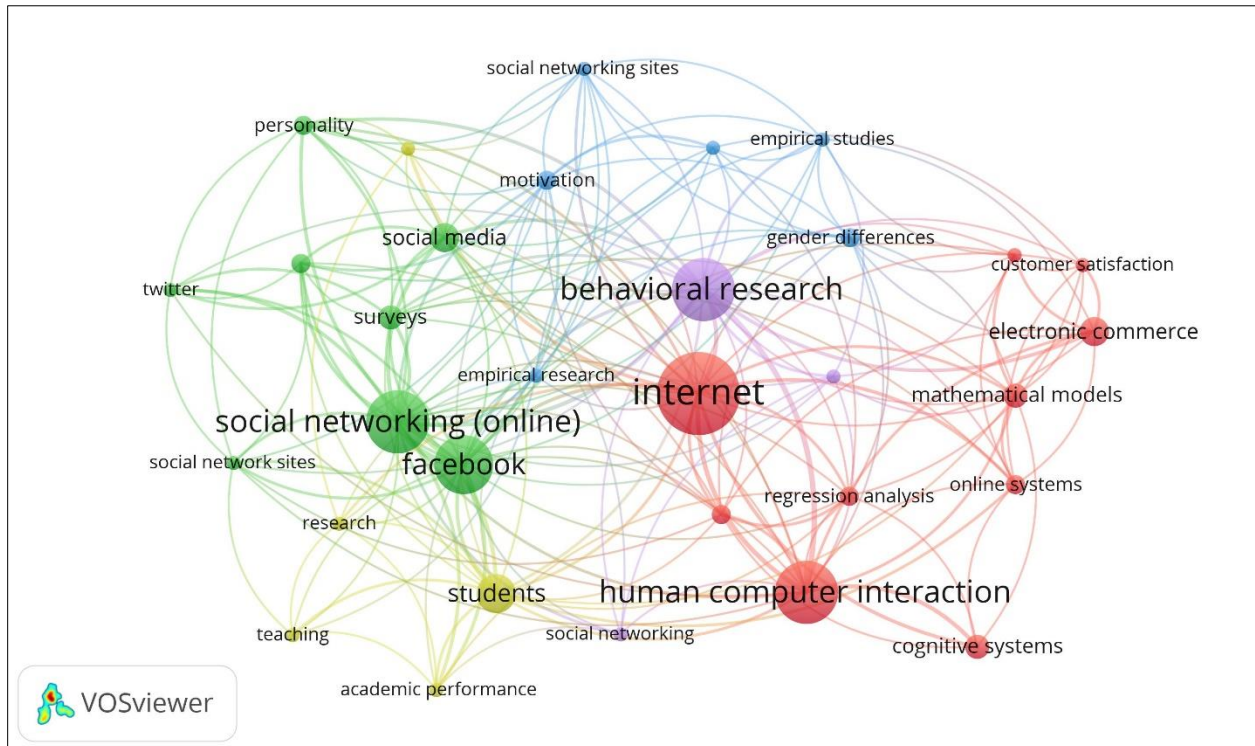 social networking sites
personality
empirical studies
motivation
social media
gender differences
customer satisfaction
twitter
behavioral research
surveys
electronic commerce
empirical research
internet
mathematical models
social networking (online)
social network sites
facebook
regression analysis
online systems
research
students
human computer interaction
teaching
social networking
cognitive systems
academic performance
VOSviewer